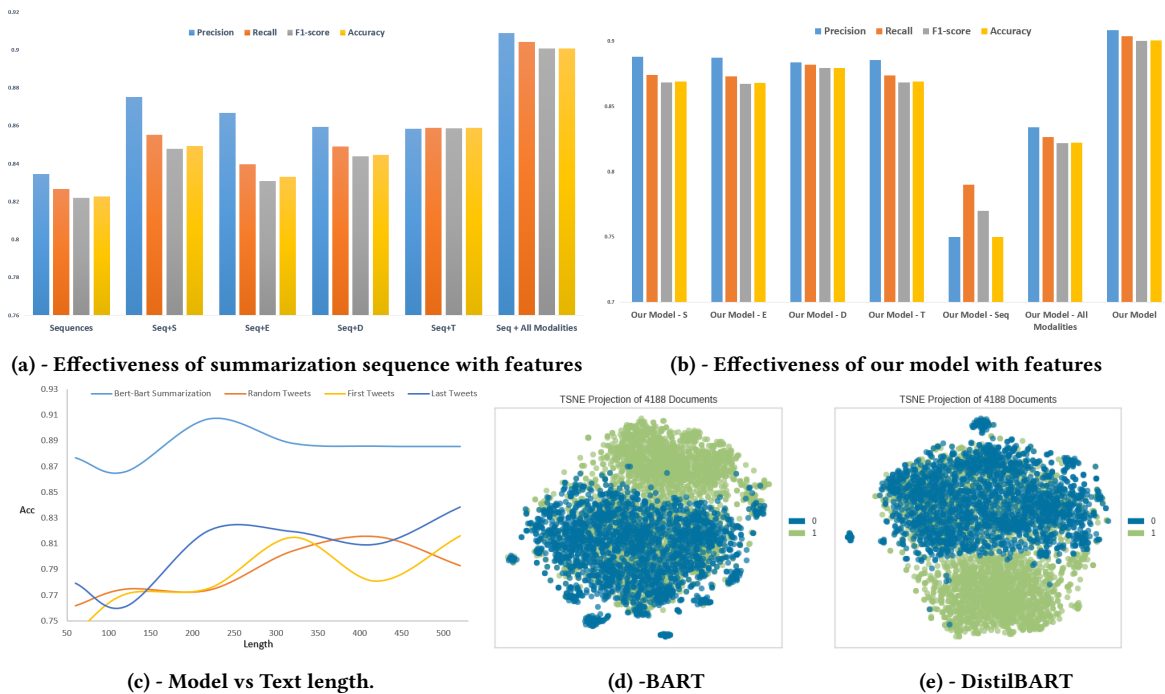 0.92
0.9
0.88
0.86
0.84
0.82
0.8
0.78
0.76
Precision Recall F1-score Accuracy
Sequences Seq+S Seq+E Seq+D Seq+T Seq + All Modalities
(a) - Effectiveness of summarization sequence with features
0.9
0.85
0.8
0.75
0.7
Precision Recall F1-score Accuracy
Our Model - S Our Model - E Our Model - D Our Model - T Our Model - Seq Our Model - All Modalities Our Model
(b) - Effectiveness of our model with features
0.93
0.91
0.89
0.87
0.85
0.83
0.81
0.79
0.77
0.75
Acc
Bert-Bart Summarization Random Tweets First Tweets Last Tweets
50 100 150 200 250 300 350 400 450 500
Length
(c) - Model vs Text length.
TSNE Projection of 4188 Documents
0
1
(d) -BART
TSNE Projection of 4188 Documents
0
1
(e) - DistilBART